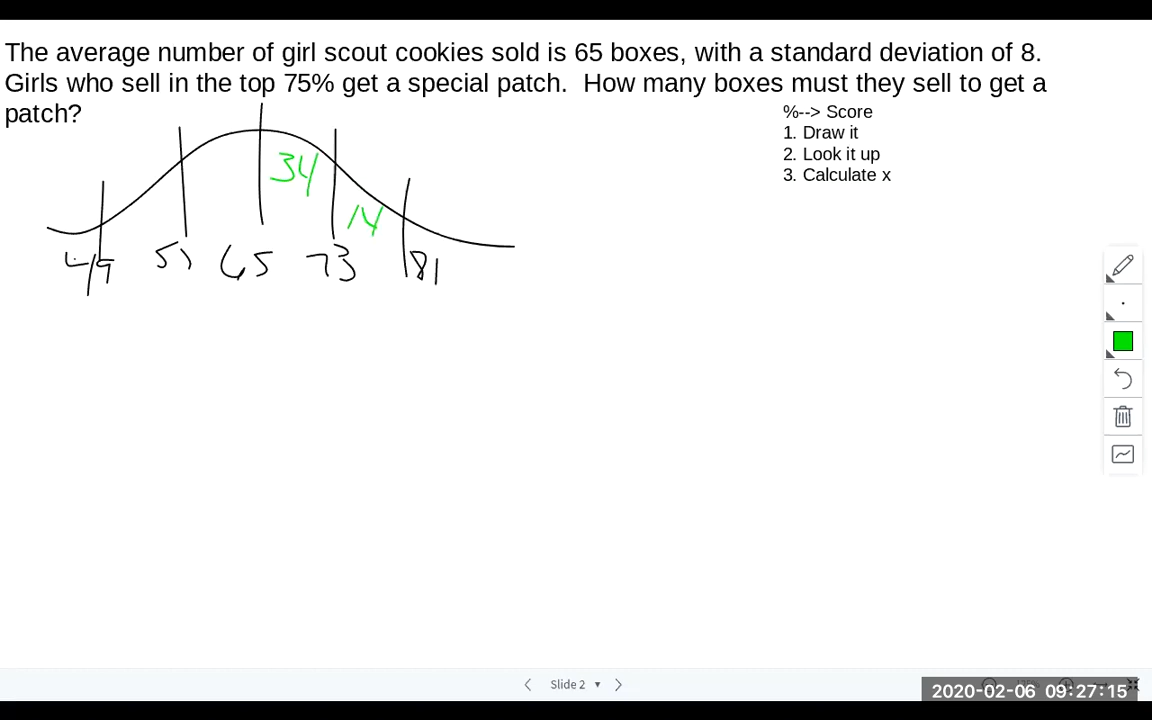 The average number of girl scout cookies sold is 65 boxes, with a standard deviation of 8.
Girls who sell in the top 75% get a special patch. How many boxes must they sell to get a
patch?
%--> Score
1. Draw it
2. Look it up
3. Calculate x
34
14
49 57 65 73 81
Slide 2
2020-02-06 09:27:15